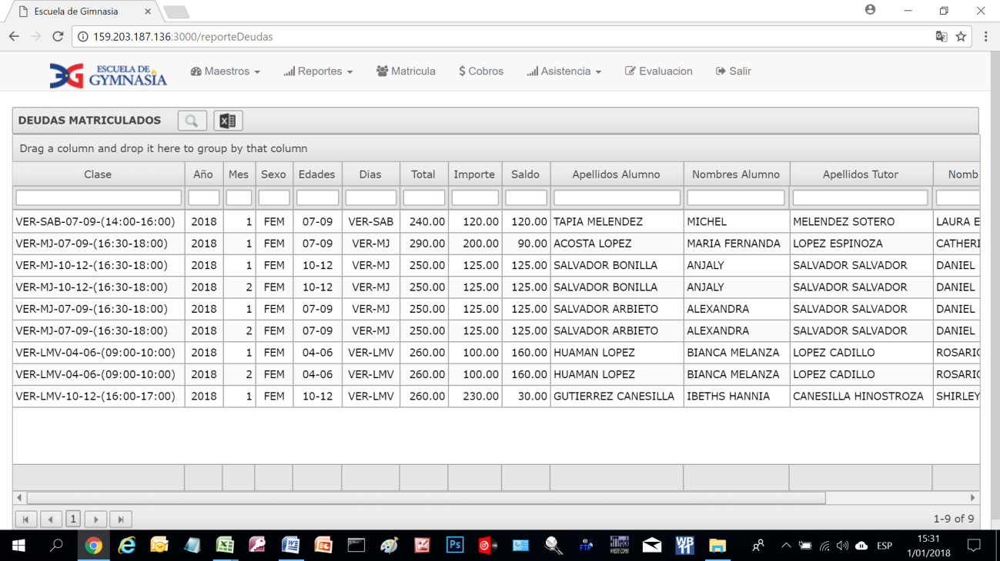 Escuela de Gimnasia
159.203.187.136:3000/reporteDeudas
ESCUELA DE GYMNASIA Maestros Reportes Matricula $ Cobros Asistencia Evaluacion Salir
DEUDAS MATRICULADOS
Drag a column and drop it here to group by that column
Clase Año Mes Sexo Edades Dias Total Importe Saldo Apellidos Alumno Nombres Alumno Apellidos Tutor Nomb
VER-SAB-07-09-(14:00-16:00) 2018 1 FEM 07-09 VER-SAB 240.00 120.00 120.00 TAPIA MELENDEZ MICHEL MELENDEZ SOTERO LAURA E
VER-MJ-07-09-(16:30-18:00) 2018 1 FEM 07-09 VER-MJ 290.00 200.00 90.00 ACOSTA LOPEZ MARIA FERNANDA LOPEZ ESPINOZA CATHERI
VER-MJ-10-12-(16:30-18:00) 2018 1 FEM 10-12 VER-MJ 250.00 125.00 125.00 SALVADOR BONILLA ANJALY SALVADOR SALVADOR DANIEL
VER-MJ-10-12-(16:30-18:00) 2018 2 FEM 10-12 VER-MJ 250.00 125.00 125.00 SALVADOR BONILLA ANJALY SALVADOR SALVADOR DANIEL
VER-MJ-07-09-(16:30-18:00) 2018 1 FEM 07-09 VER-MJ 250.00 125.00 125.00 SALVADOR ARBIETO ALEXANDRA SALVADOR SALVADOR DANIEL
VER-MJ-07-09-(16:30-18:00) 2018 2 FEM 07-09 VER-MJ 250.00 125.00 125.00 SALVADOR ARBIETO ALEXANDRA SALVADOR SALVADOR DANIEL
VER-LMV-04-06-(09:00-10:00) 2018 1 FEM 04-06 VER-LMV 260.00 100.00 160.00 HUAMAN LOPEZ BIANCA MELANZA LOPEZ CADILLO ROSARIO
VER-LMV-04-06-(09:00-10:00) 2018 2 FEM 04-06 VER-LMV 260.00 100.00 160.00 HUAMAN LOPEZ BIANCA MELANZA LOPEZ CADILLO ROSARIO
VER-LMV-10-12-(16:00-17:00) 2018 1 FEM 10-12 VER-LMV 260.00 230.00 30.00 GUTIERREZ CANESILLA IBETHS HANNIA CANESILLA HINOSTROZA SHIRLEY
1 1-9 of 9
Ps FTP WB 11 ESP 15:31
1/01/2018